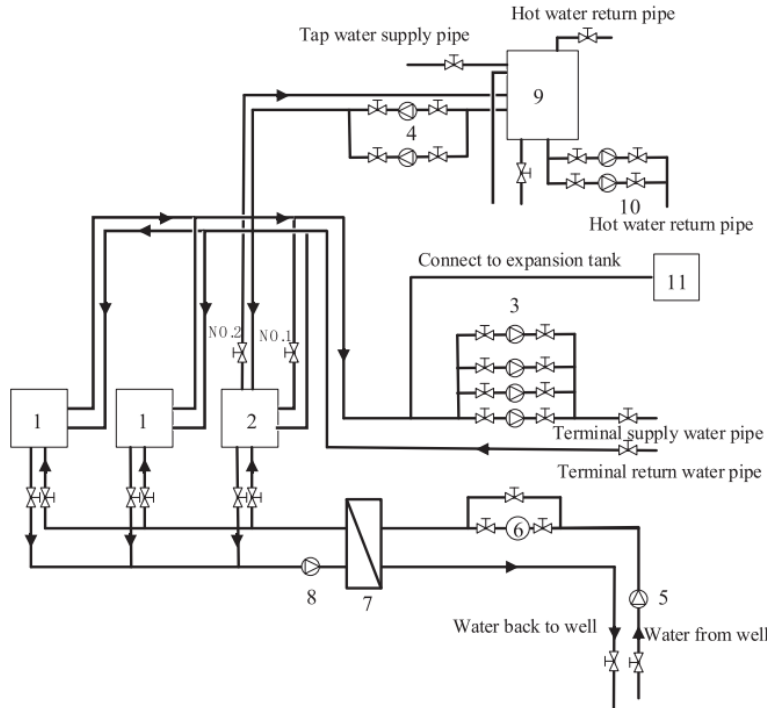 Hot water return pipe
Tap water supply pipe
9
4
10
Hot water return pipe
Connect to expansion tank
11
3
NO.2
NO.1
1
1
2
Terminal supply water pipe
Terminal return water pipe
6
8
7
5
Water back to well
Water from well